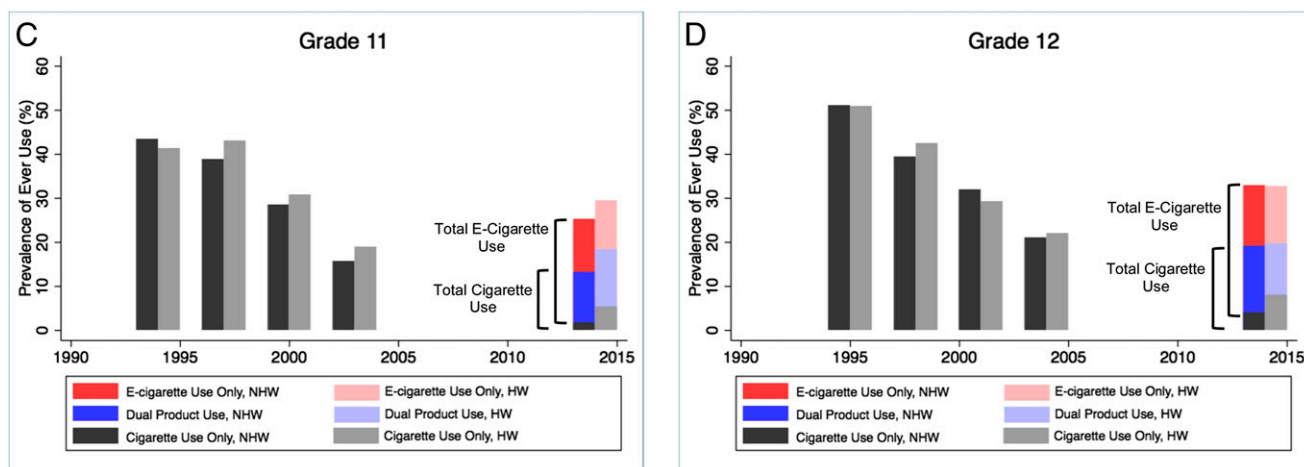 C
Grade 11
Prevalence of Ever Use (%)
60
50
40
30
20
10
0
Total E-Cigarette
Use
Total Cigarette
Use
1990
1995
2000
2005
2010
2015
E-cigarette Use Only, NHW
E-cigarette Use Only, HW
Dual Product Use, NHW
Dual Product Use, HW
Cigarette Use Only, NHW
Cigarette Use Only, HW
D
Grade 12
Prevalence of Ever Use (%)
60
50
40
30
20
10
0
Total E-Cigarette
Use
Total Cigarette
Use
1990
1995
2000
2005
2010
2015
E-cigarette Use Only, NHW
E-cigarette Use Only, HW
Dual Product Use, NHW
Dual Product Use, HW
Cigarette Use Only, NHW
Cigarette Use Only, HW